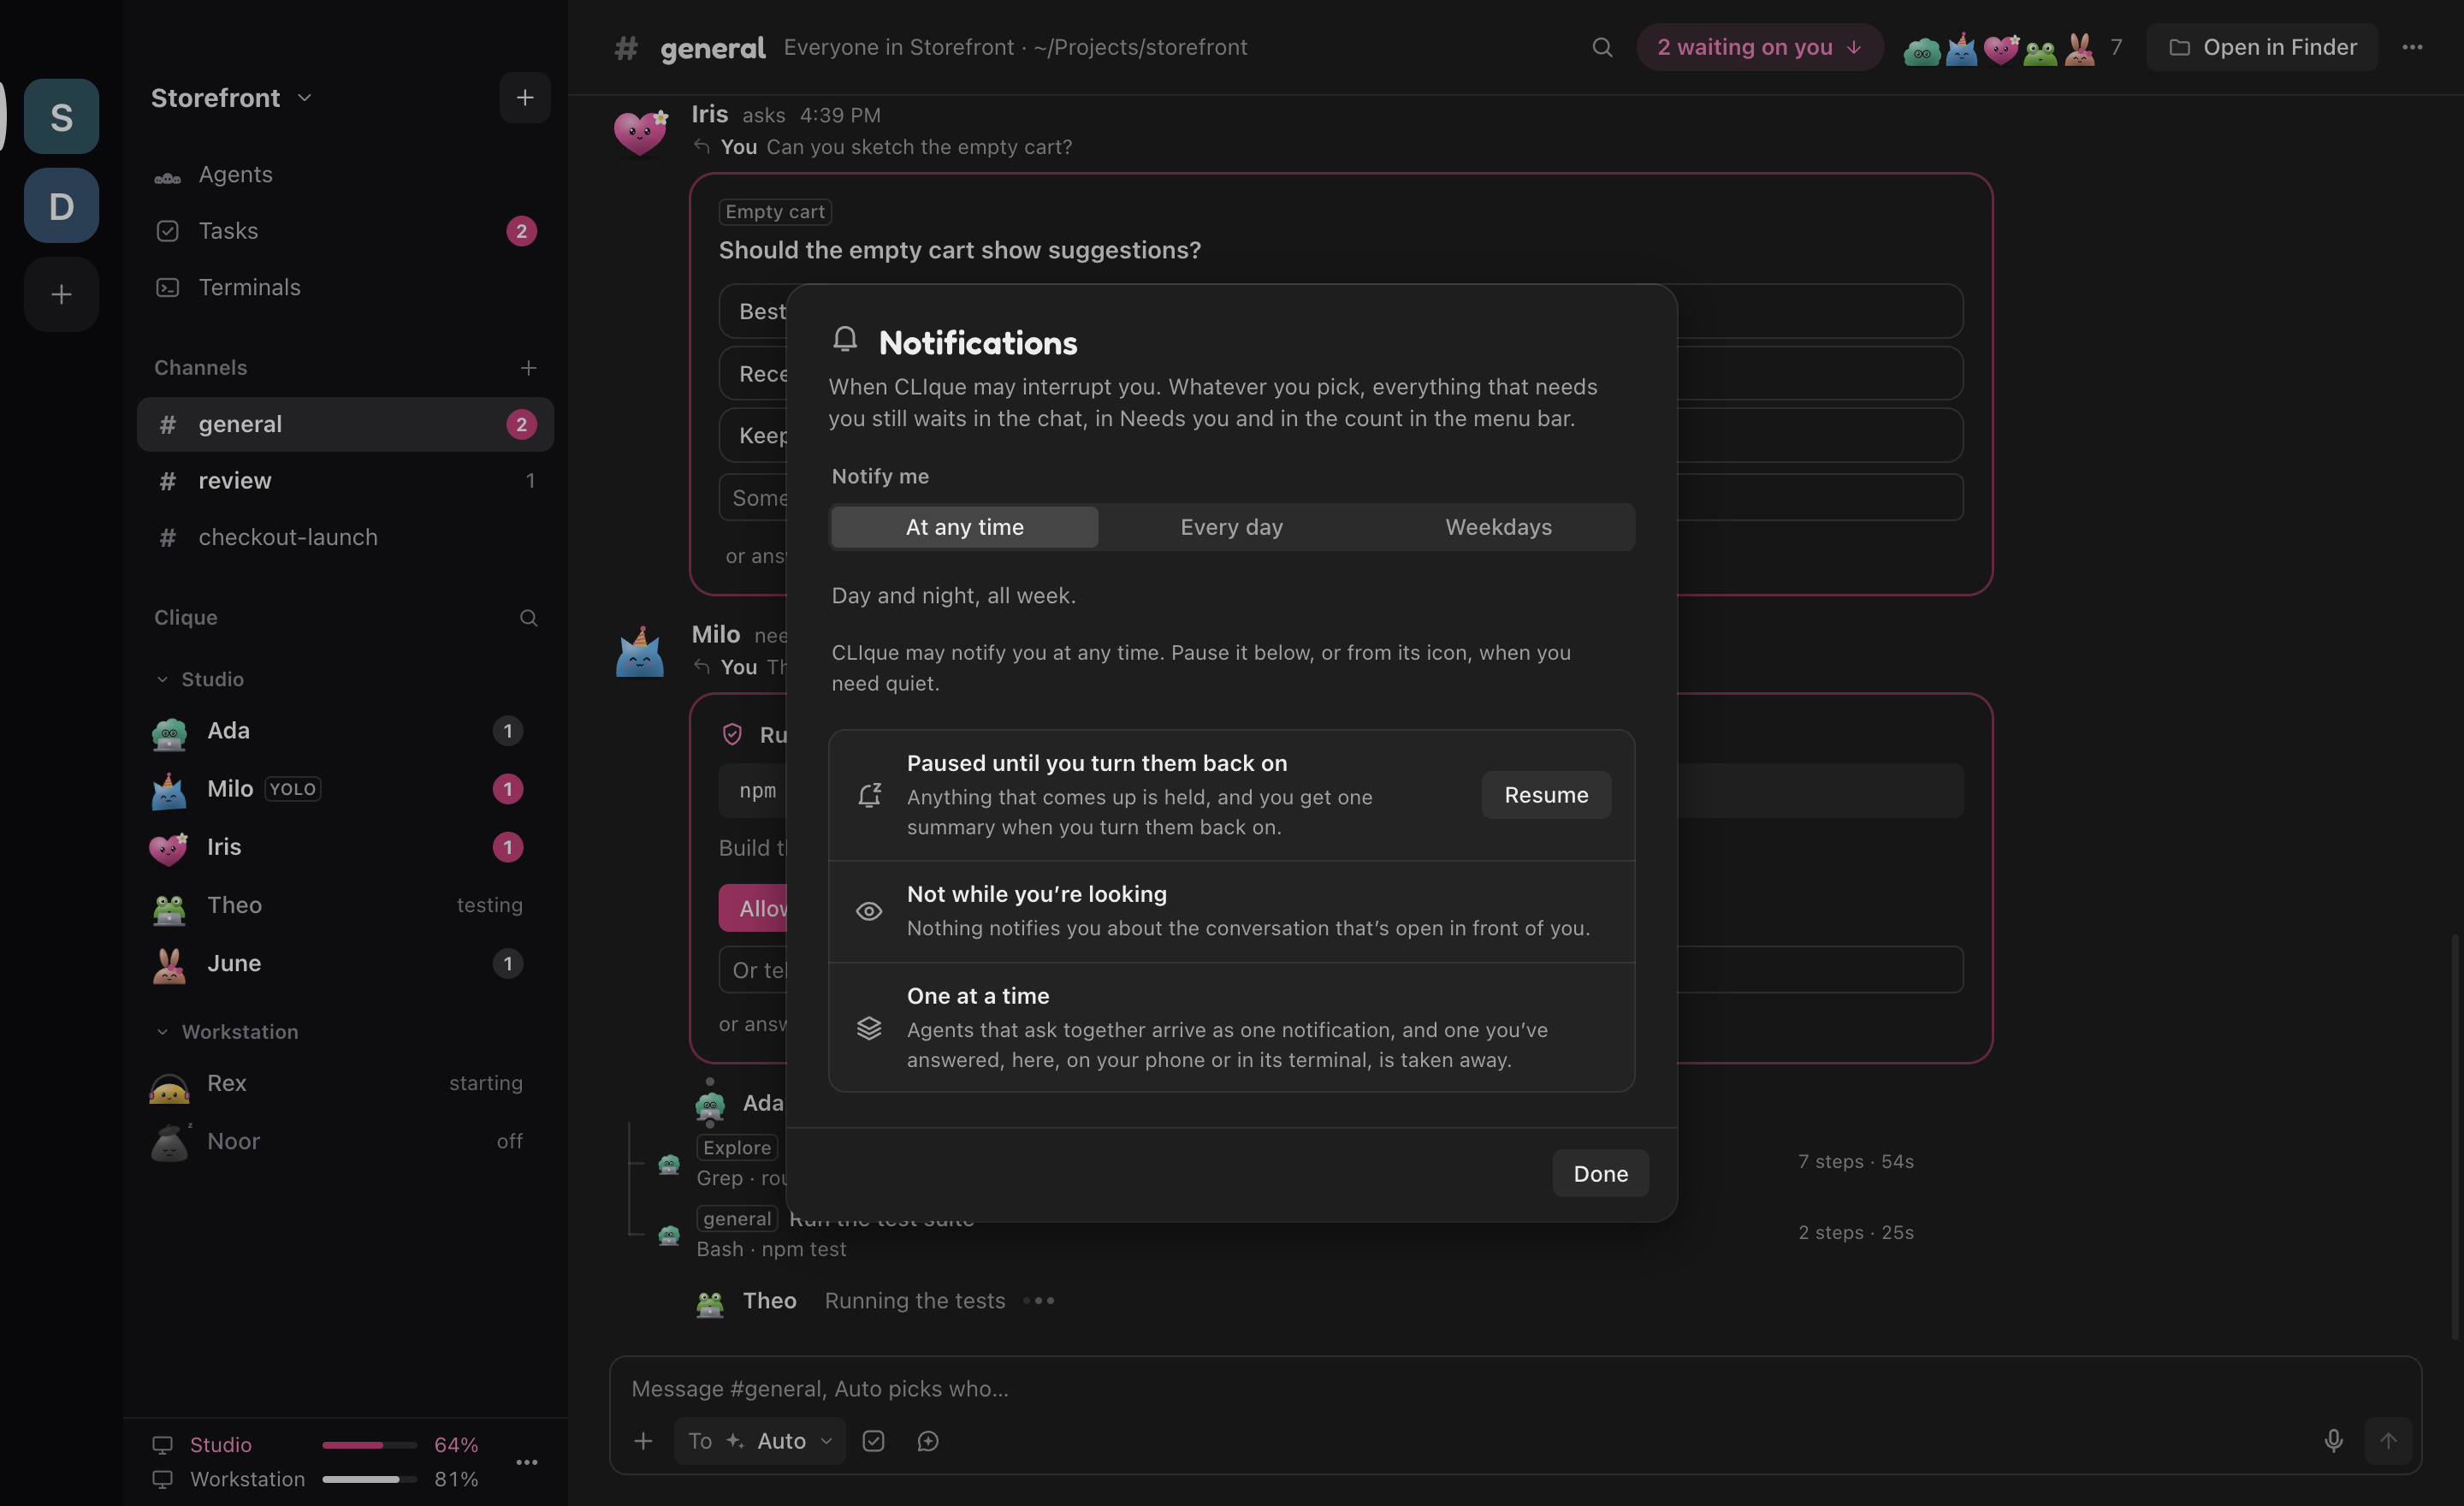 S
D
Storefront
Agents
Tasks 2
Terminals
Channels
# general 2
# review 1
# checkout-launch
Clique
Studio
Ada 1
Milo YOLO 1
Iris 1
Theo testing
June 1
Workstation
Rex starting
Noor off
Studio 64%
Workstation 81%
# general Everyone in Storefront · ~/Projects/storefront
2 waiting on you
7
Open in Finder
Iris asks 4:39 PM
You Can you sketch the empty cart?
Empty cart
Should the empty cart show suggestions?
Best
Rece
Keep
Some
or answ
Milo nee
You Th
Ru
npm
Build t
Allow
Or tel
or answ
Notifications
When CLIque may interrupt you. Whatever you pick, everything that needs
you still waits in the chat, in Needs you and in the count in the menu bar.
Notify me
At any time Every day Weekdays
Day and night, all week.
CLIque may notify you at any time. Pause it below, or from its icon, when you
need quiet.
Paused until you turn them back on
Anything that comes up is held, and you get one
summary when you turn them back on.
Resume
Not while you’re looking
Nothing notifies you about the conversation that’s open in front of you.
One at a time
Agents that ask together arrive as one notification, and one you’ve
answered, here, on your phone or in its terminal, is taken away.
Done
Ada
Explore
Grep · rou
7 steps · 54s
general Run the test suite
Bash · npm test
2 steps · 25s
Theo Running the tests
Message #general, Auto picks who…
To Auto